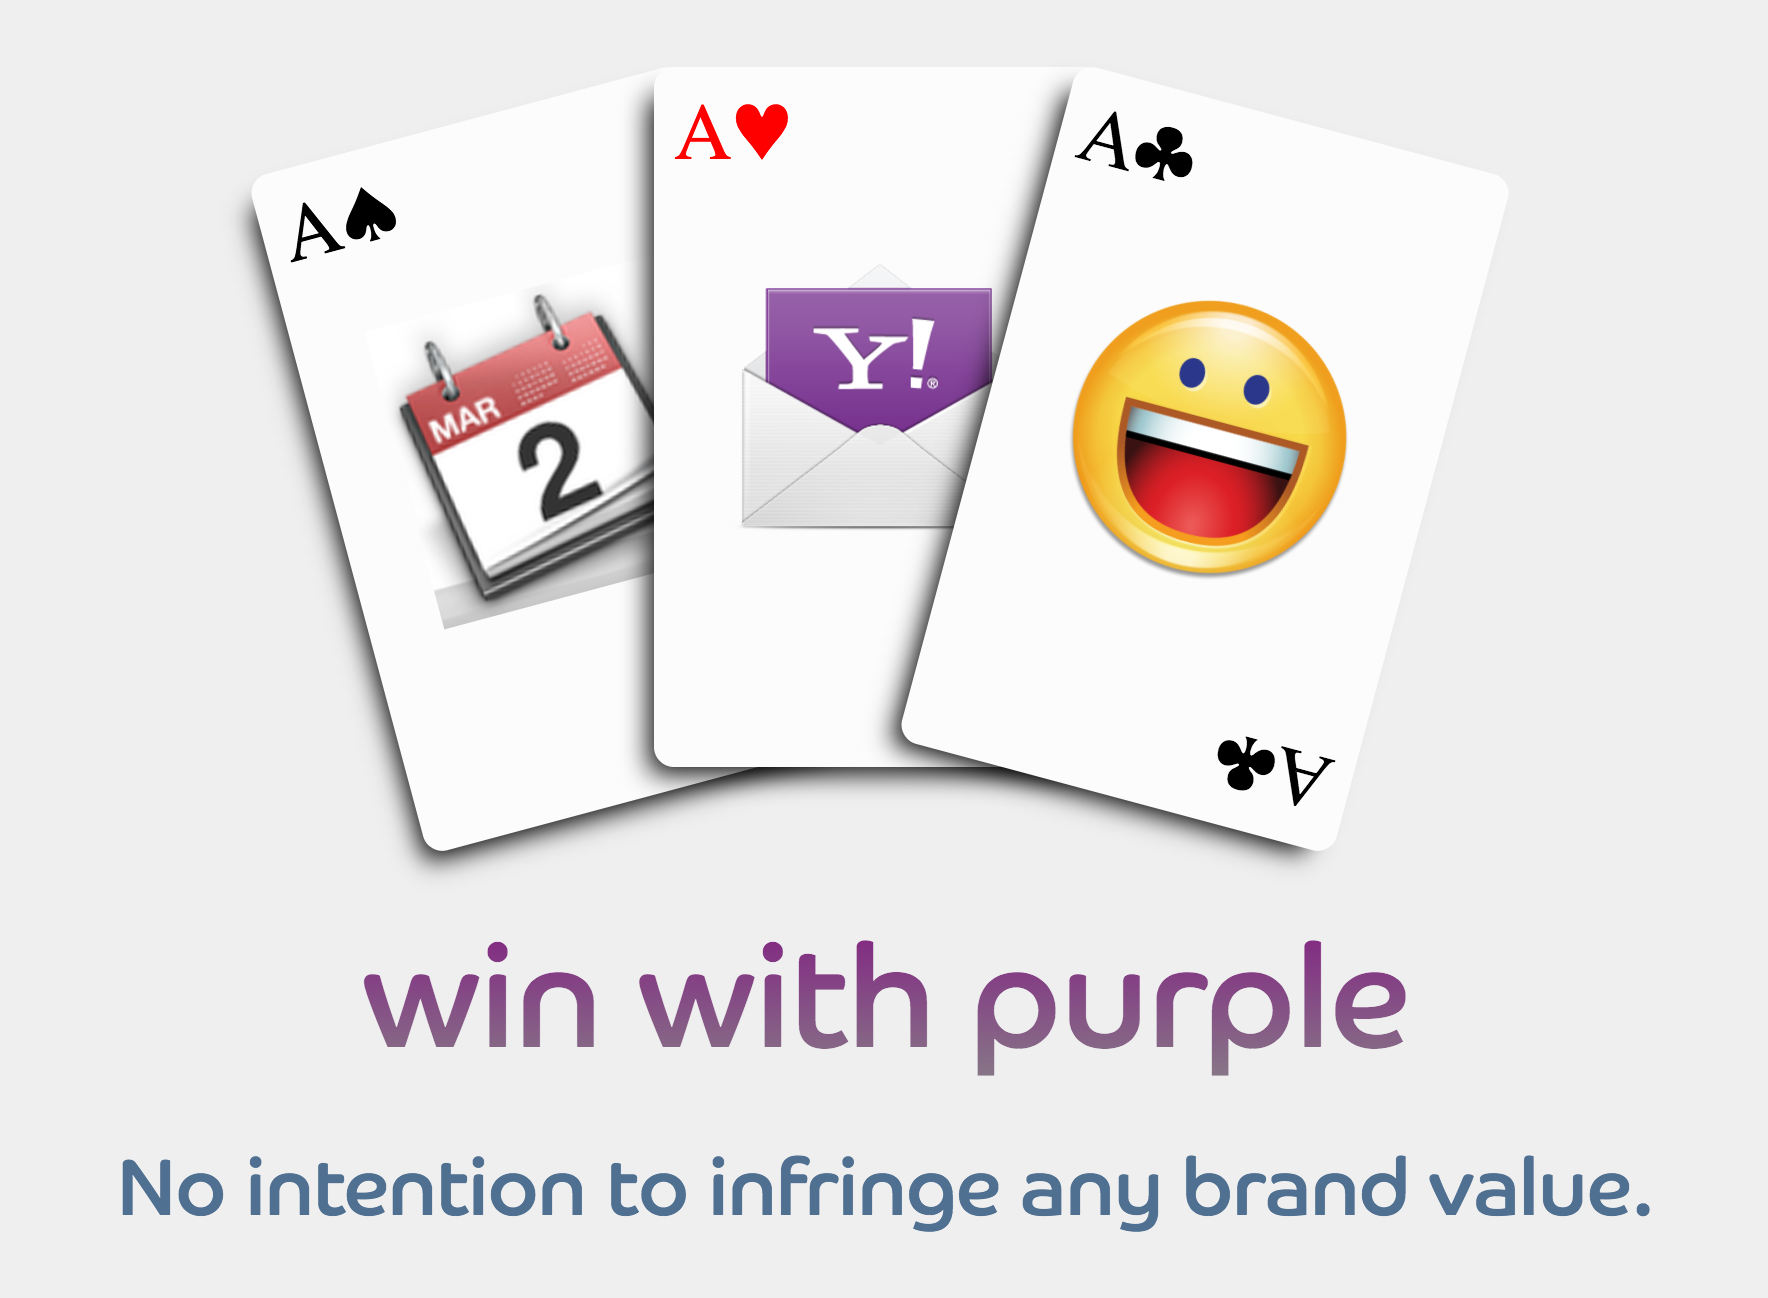 A♠
A♥
A♣
MAR
2
Y!®
A♣
win with purple
No intention to infringe any brand value.